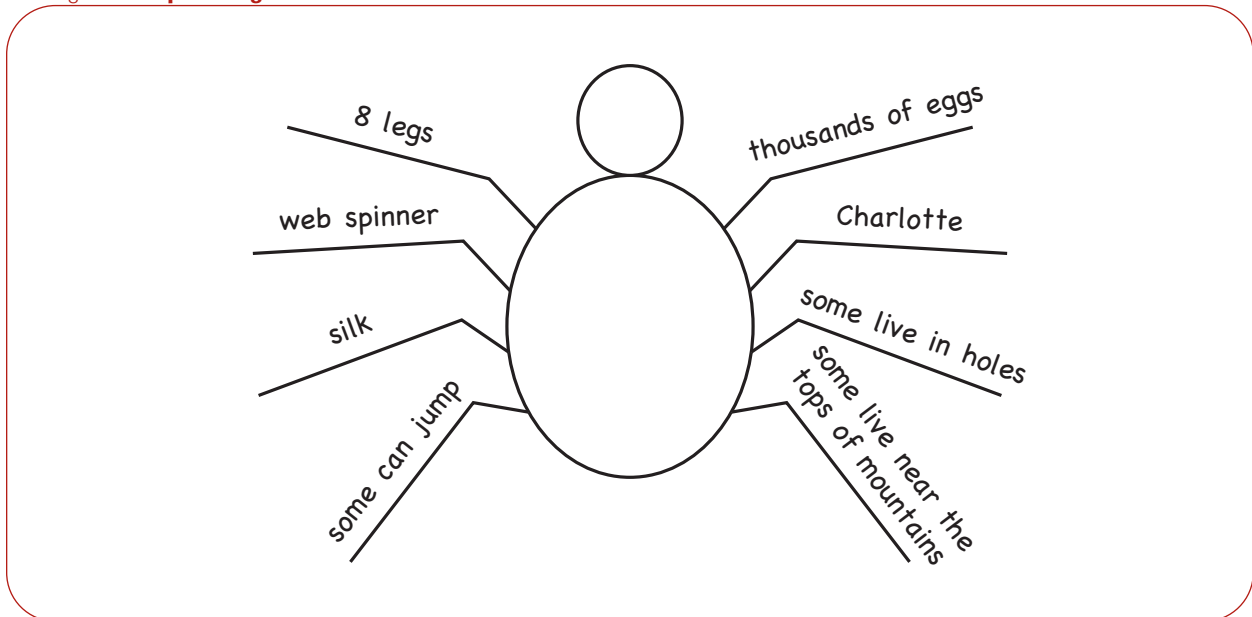 8 legs
web spinner
silk
some can jump
thousands of eggs
Charlotte
some live in holes
some live near the
tops of mountains